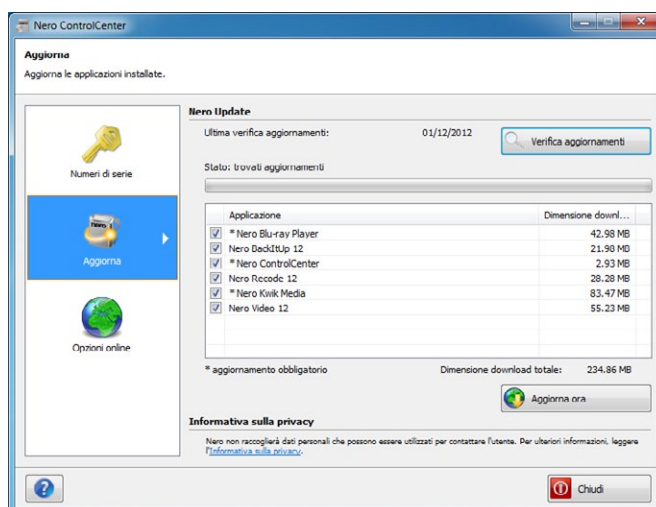 Nero ControlCenter
Aggiorna
Aggiorna le applicazioni installate.
Numeri di serie
Aggiorna
Opzioni online
Nero Update
Ultima verifica aggiornamenti: 01/12/2012
Verifica aggiornamenti
Stato: trovati aggiornamenti
Applicazione Dimensione downl...
* Nero Blu-ray Player 42.98 MB
Nero BackItUp 12 21.98 MB
* Nero ControlCenter 2.93 MB
Nero Recode 12 28.28 MB
* Nero Kwik Media 83.47 MB
Nero Video 12 55.23 MB
* aggiornamento obbligatorio Dimensione download totale: 234.86 MB
Aggiorna ora
Informativa sulla privacy
Nero non raccoglierà dati personali che possono essere utilizzati per contattare l'utente. Per ulteriori informazioni, leggere
l'Informativa sulla privacy.
Chiudi